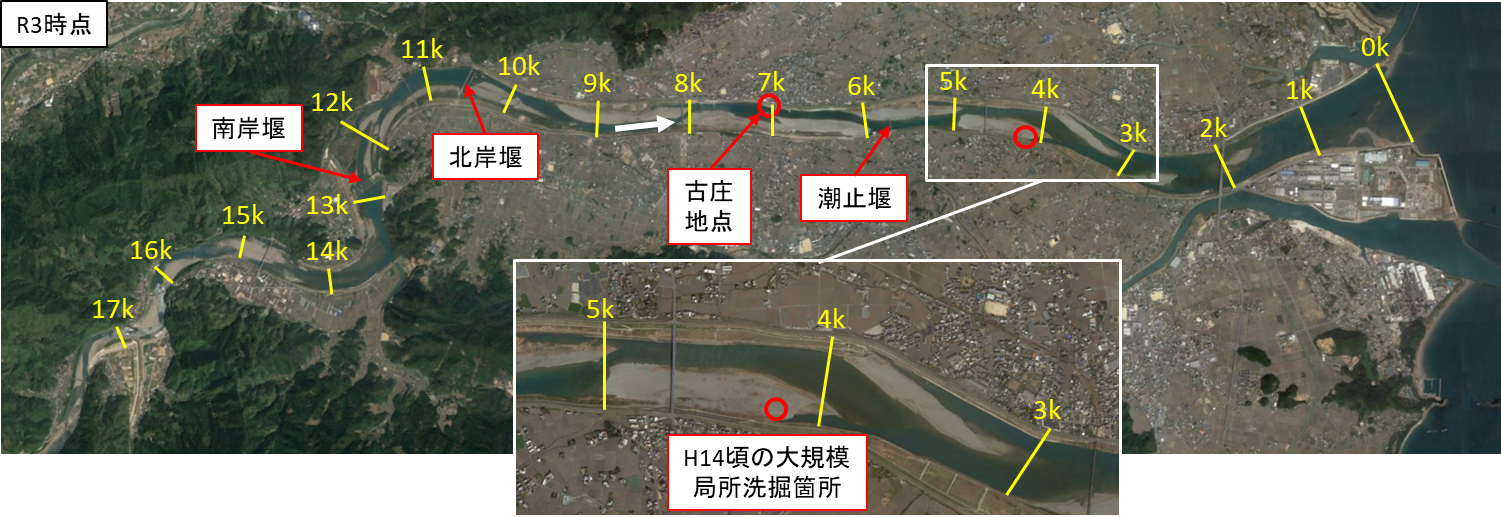 R3時点
0k
1k
2k
3k
4k
5k
6k
7k
8k
9k
10k
11k
12k
13k
14k
15k
16k
17k
南岸堰
北岸堰
古庄
地点
潮止堰
5k
4k
3k
H14頃の大規模
局所洗掘箇所